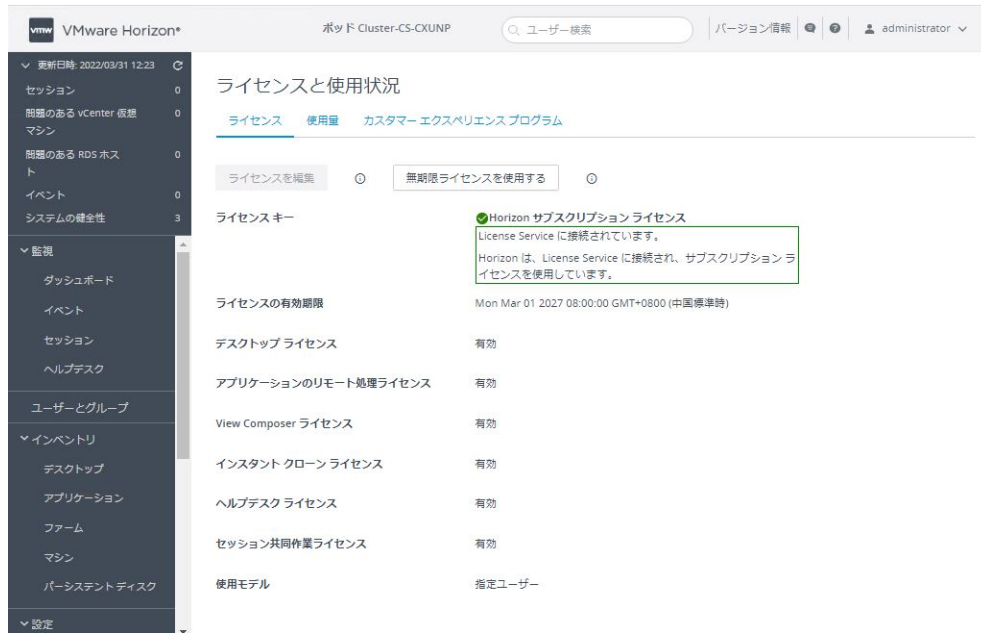 vmw VMware Horizon®
ポッド Cluster-CS-CXUNP
ユーザー検索
バージョン情報
administrator
更新日時: 2022/03/31 12:23
セッション 0
問題のある vCenter 仮想
マシン 0
問題のある RDS ホス
ト 0
イベント 0
システムの健全性 3
監視
ダッシュボード
イベント
セッション
ヘルプデスク
ユーザーとグループ
インベントリ
デスクトップ
アプリケーション
ファーム
マシン
パーシステント ディスク
設定
ライセンスと使用状況
ライセンス 使用量 カスタマー エクスペリエンス プログラム
ライセンスを編集 無期限ライセンスを使用する
ライセンス キー Horizon サブスクリプション ライセンス
License Service に接続されています。
Horizon は、License Service に接続され、サブスクリプション ラ
イセンスを使用しています。
ライセンスの有効期限 Mon Mar 01 2027 08:00:00 GMT+0800 (中国標準時)
デスクトップ ライセンス 有効
アプリケーションのリモート処理ライセンス 有効
View Composer ライセンス 有効
インスタント クローン ライセンス 有効
ヘルプデスク ライセンス 有効
セッション共同作業ライセンス 有効
使用モデル 指定ユーザー